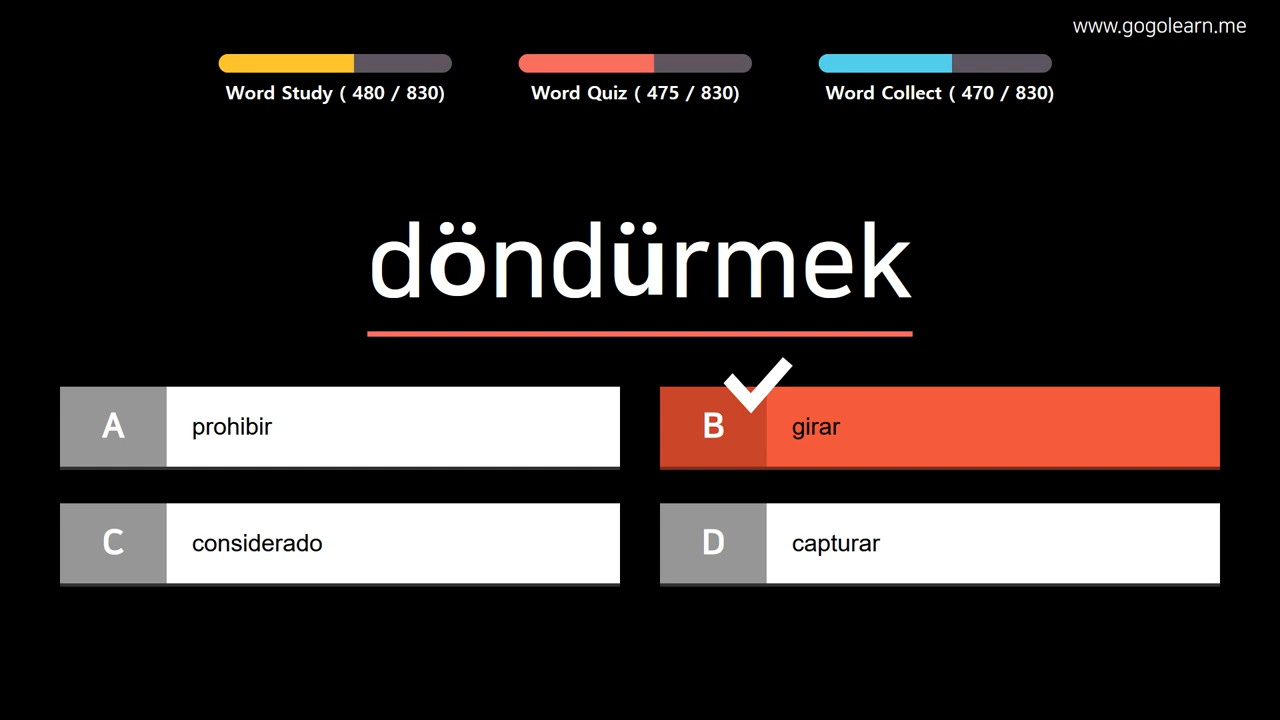 www.gogolearn.me
Word Study ( 480 / 830)
Word Quiz ( 475 / 830)
Word Collect ( 470 / 830)
döndürmek
A prohibir
B girar
C considerado
D capturar